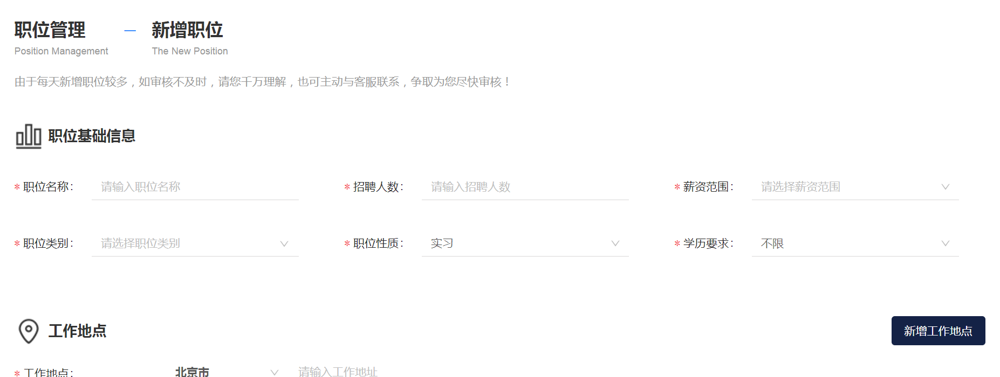 职位管理 — 新增职位
Position Management The New Position
由于每天新增职位较多，如审核不及时，请您千万理解，也可主动与客服联系，争取为您尽快审核！
职位基础信息
* 职位名称： 请输入职位名称 * 招聘人数： 请输入招聘人数 * 薪资范围： 请选择薪资范围
* 职位类别： 请选择职位类别 * 职位性质： 实习 * 学历要求： 不限
工作地点 新增工作地点
* 工作地点： 北京市 请输入工作地址